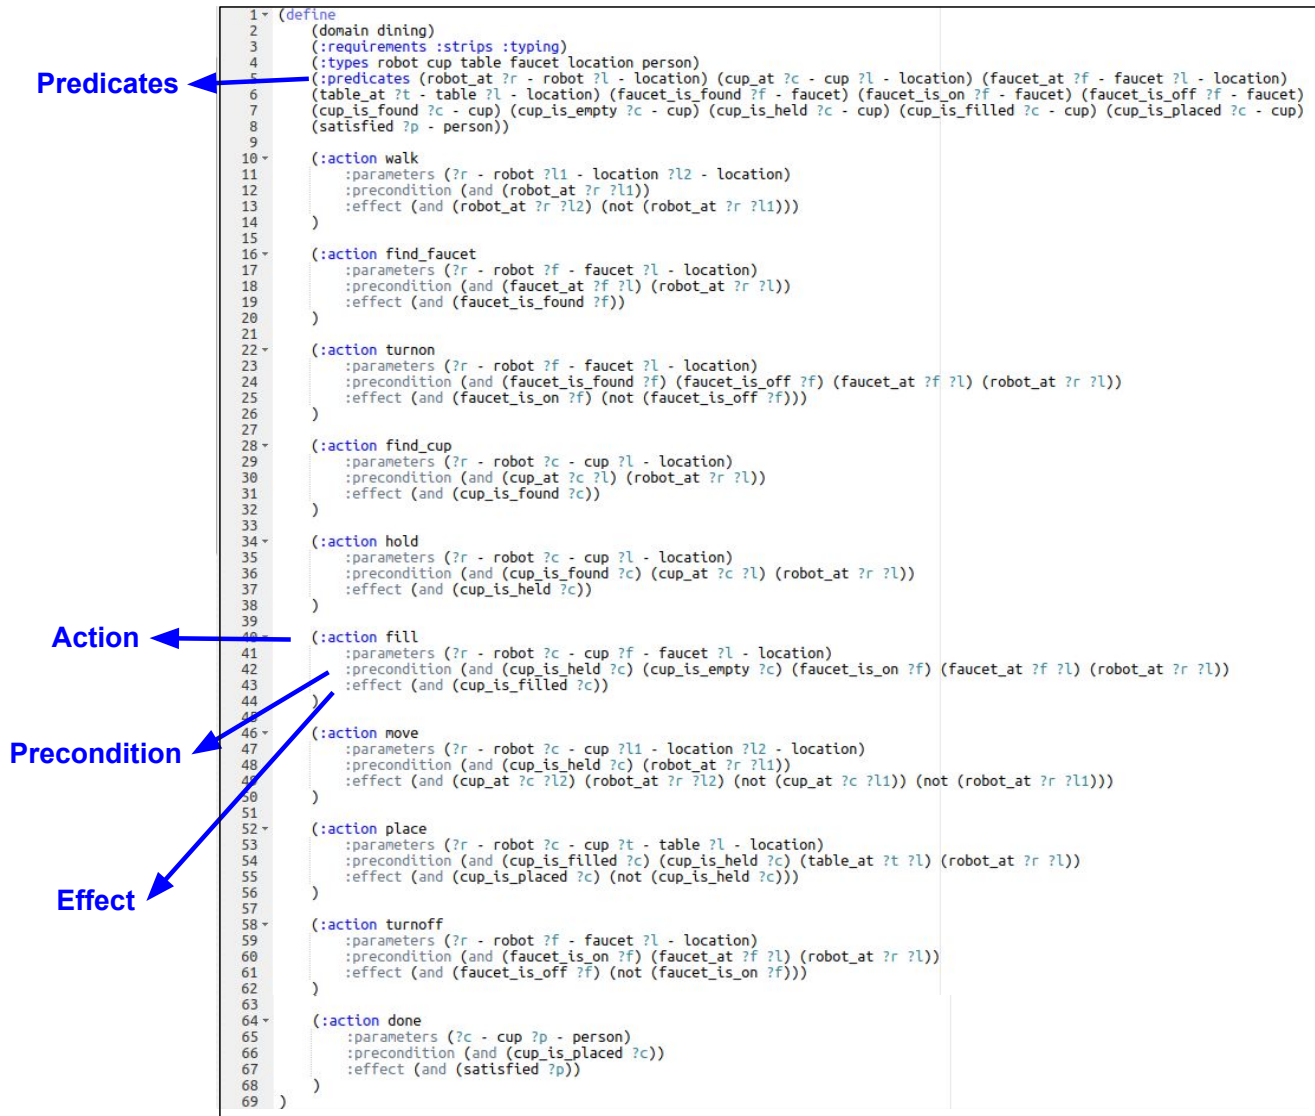 Predicates
Action
Precondition
Effect
1 (define
2 (domain dining)
3 (:requirements :strips :typing)
4 (:types robot cup table faucet location person)
5 (:predicates (robot_at ?r - robot ?l - location) (cup_at ?c - cup ?l - location) (faucet_at ?f - faucet ?l - location)
6 (table_at ?t - table ?l - location) (faucet_is_found ?f - faucet) (faucet_is_on ?f - faucet) (faucet_is_off ?f - faucet)
7 (cup_is_found ?c - cup) (cup_is_empty ?c - cup) (cup_is_held ?c - cup) (cup_is_filled ?c - cup) (cup_is_placed ?c - cup)
8 (satisfied ?p - person))
9
10 (:action walk
11 :parameters (?r - robot ?l1 - location ?l2 - location)
12 :precondition (and (robot_at ?r ?l1))
13 :effect (and (robot_at ?r ?l2) (not (robot_at ?r ?l1)))
14 )
15
16 (:action find_faucet
17 :parameters (?r - robot ?f - faucet ?l - location)
18 :precondition (and (faucet_at ?f ?l) (robot_at ?r ?l))
19 :effect (and (faucet_is_found ?f))
20 )
21
22 (:action turnon
23 :parameters (?r - robot ?f - faucet ?l - location)
24 :precondition (and (faucet_is_found ?f) (faucet_is_off ?f) (faucet_at ?f ?l) (robot_at ?r ?l))
25 :effect (and (faucet_is_on ?f) (not (faucet_is_off ?f)))
26 )
27
28 (:action find_cup
29 :parameters (?r - robot ?c - cup ?l - location)
30 :precondition (and (cup_at ?c ?l) (robot_at ?r ?l))
31 :effect (and (cup_is_found ?c))
32 )
33
34 (:action hold
35 :parameters (?r - robot ?c - cup ?l - location)
36 :precondition (and (cup_is_found ?c) (cup_at ?c ?l) (robot_at ?r ?l))
37 :effect (and (cup_is_held ?c))
38 )
39
40 (:action fill
41 :parameters (?r - robot ?c - cup ?f - faucet ?l - location)
42 :precondition (and (cup_is_held ?c) (cup_is_empty ?c) (faucet_is_on ?f) (faucet_at ?f ?l) (robot_at ?r ?l))
43 :effect (and (cup_is_filled ?c))
44 )
45
46 (:action move
47 :parameters (?r - robot ?c - cup ?l1 - location ?l2 - location)
48 :precondition (and (cup_is_held ?c) (robot_at ?r ?l1))
49 :effect (and (cup_at ?c ?l2) (robot_at ?r ?l2) (not (cup_at ?c ?l1)) (not (robot_at ?r ?l1)))
50 )
51
52 (:action place
53 :parameters (?r - robot ?c - cup ?t - table ?l - location)
54 :precondition (and (cup_is_filled ?c) (cup_is_held ?c) (table_at ?t ?l) (robot_at ?r ?l))
55 :effect (and (cup_is_placed ?c) (not (cup_is_held ?c)))
56 )
57
58 (:action turnoff
59 :parameters (?r - robot ?f - faucet ?l - location)
60 :precondition (and (faucet_is_on ?f) (faucet_at ?f ?l) (robot_at ?r ?l))
61 :effect (and (faucet_is_off ?f) (not (faucet_is_on ?f)))
62 )
63
64 (:action done
65 :parameters (?c - cup ?p - person)
66 :precondition (and (cup_is_placed ?c))
67 :effect (and (satisfied ?p))
68 )
69 )